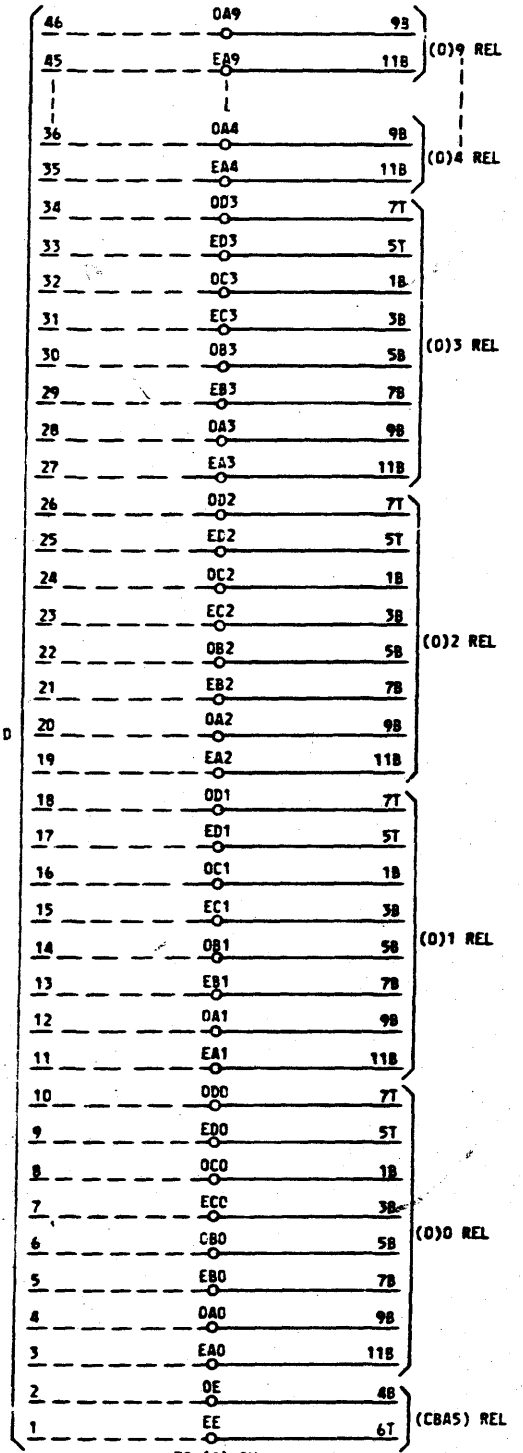 46 OA9 9B
(0)9 REL
45 EA9 11B
36 OA4 9B
(0)4 REL
35 EA4 11B
34 OD3 7T
33 ED3 5T
32 OC3 1B
31 EC3 3B
(0)3 REL
30 OB3 5B
29 EB3 7B
28 OA3 9B
27 EA3 11B
26 OD2 7T
25 ED2 5T
24 OC2 1B
23 EC2 3B
(0)2 REL
22 OB2 5B
21 EB2 7B
D 20 OA2 9B
19 EA2 11B
18 OD1 7T
17 ED1 5T
16 OC1 1B
15 EC1 3B
(0)1 REL
14 OB1 5B
13 EB1 7B
12 OA1 9B
11 EA1 11B
10 OD0 7T
9 ED0 5T
8 OC0 1B
7 EC0 3B
(0)0 REL
6 OB0 5B
5 EB0 7B
4 OA0 9B
3 EA0 11B
2 OE 4B
(CBA5) REL
1 EE 6T